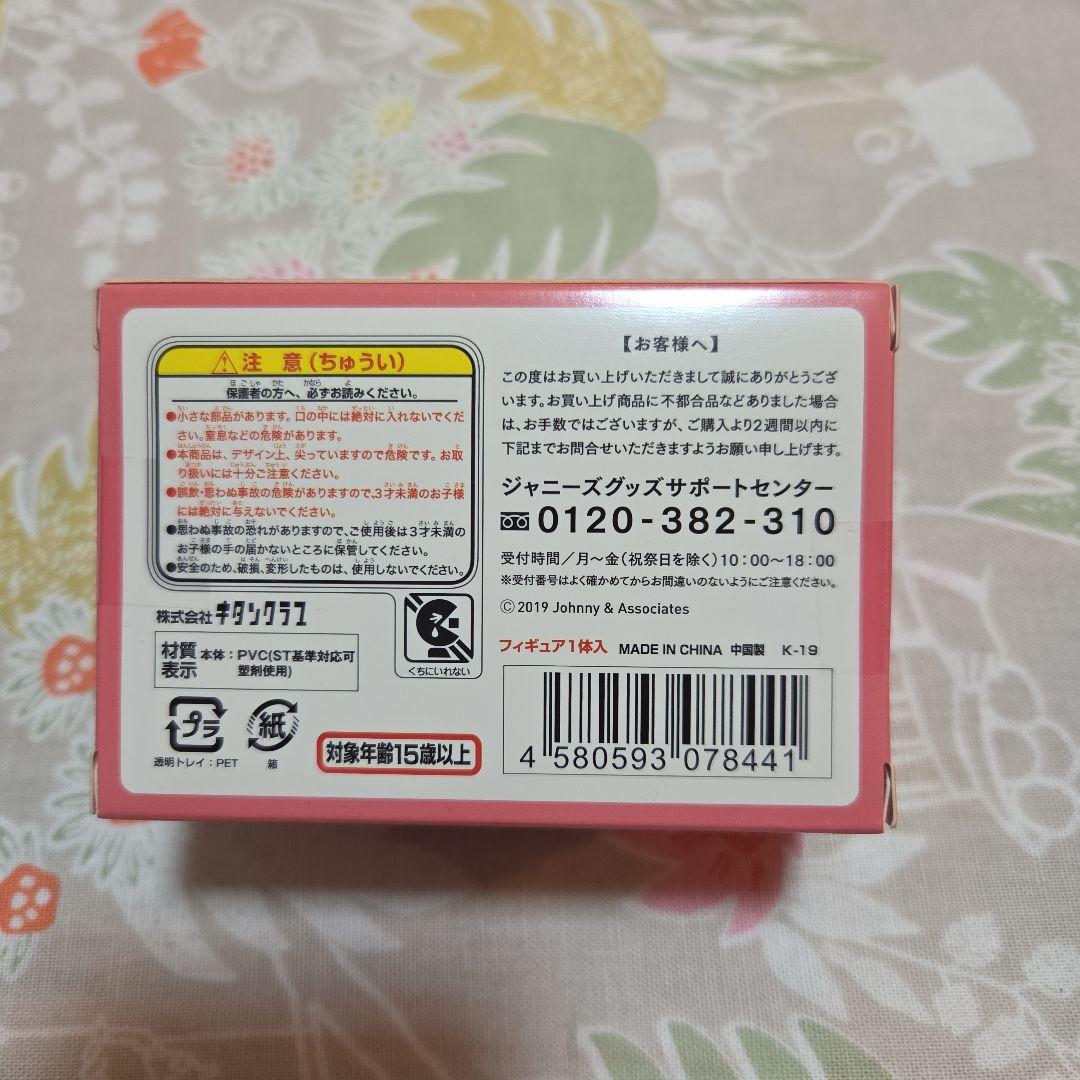 ⚠注 意(ちゅうい)
保護者の方へ、必ずお読みください。
●小さな部品があります。口の中には絶対に入れないでくだ
さい。窒息などの危険があります。
●本商品は、デザイン上、尖っていますので危険です。お取
り扱いには十分ご注意ください。
●誤飲・思わぬ事故の危険がありますので、3才未満のお子様
には絶対に与えないでください。
●思わぬ事故の恐れがありますので、ご使用後は3才未満の
お子様の手の届かないところに保管してください。
●安全のため、破損、変形したものは、使用しないでください。
株式会社キタンクラブ
くちにいれない
材質
表示
本体:PVC(ST基準対応可
塑剤使用)
プラ
透明トレイ:PET
紙
箱
対象年齢15歳以上
【お客様へ】
この度はお買い上げいただきまして誠にありがとうござ
います。お買い上げ商品に不都合品などありました場合
は、お手数ではございますが、ご購入より2週間以内に
下記までお問合せいただきますようお願い申し上げます。
ジャニーズグッズサポートセンター
0120-382-310
受付時間/月〜金(祝祭日を除く)10:00〜18:00
※受付番号はよく確かめてからお間違いのないようにご注意ください。
© 2019 Johnny & Associates
フィギュア1体入 MADE IN CHINA 中国製 K-19
4 580593 078441